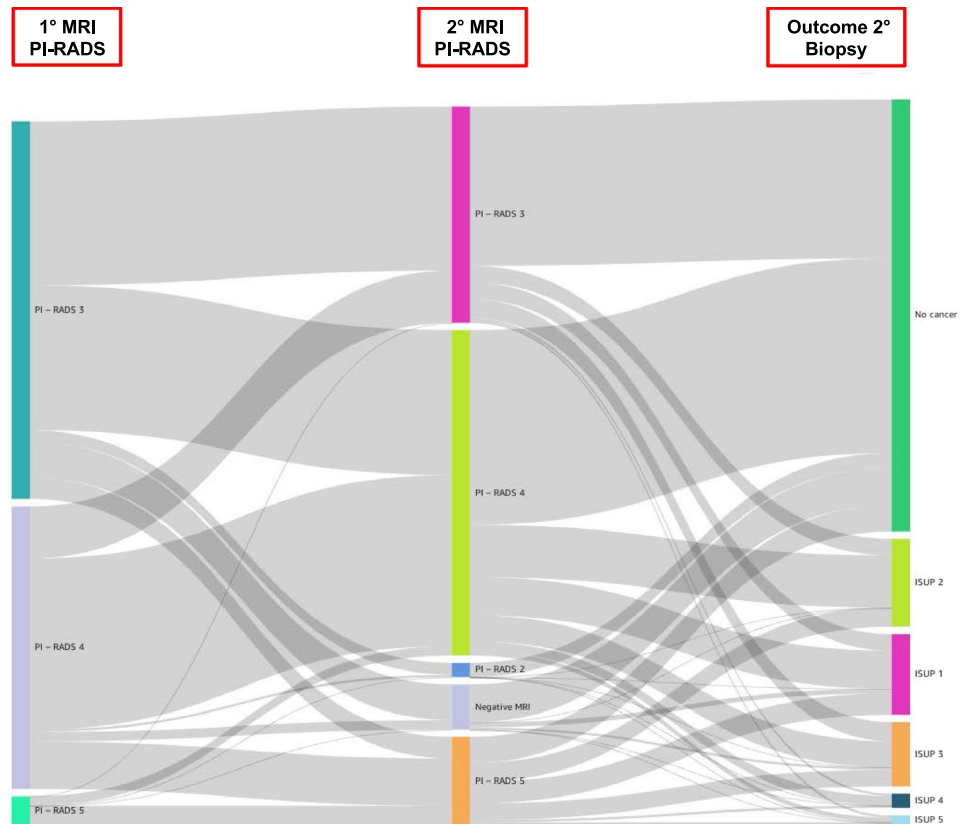 1° MRI
PI-RADS
2° MRI
PI-RADS
Outcome 2°
Biopsy
PI – RADS 3
PI – RADS 4
PI – RADS 5
PI – RADS 3
PI – RADS 4
PI – RADS 2
Negative MRI
PI – RADS 5
No cancer
ISUP 2
ISUP 1
ISUP 3
ISUP 4
ISUP 5